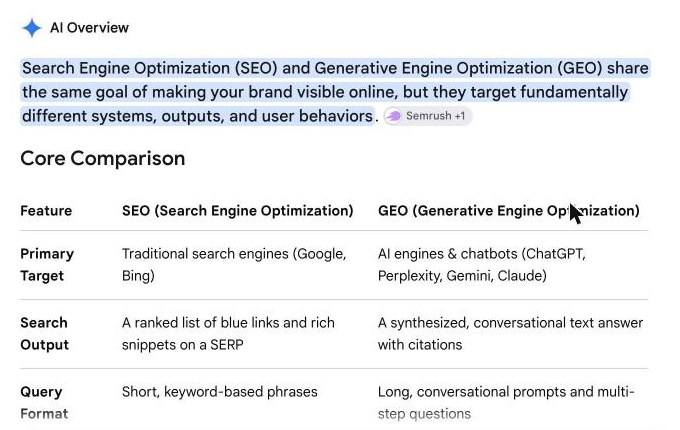 AI Overview
Search Engine Optimization (SEO) and Generative Engine Optimization (GEO) share
the same goal of making your brand visible online, but they target fundamentally
different systems, outputs, and user behaviors. Semrush +1
Core Comparison
Feature SEO (Search Engine Optimization) GEO (Generative Engine Optimization)
Primary Traditional search engines (Google, AI engines & chatbots (ChatGPT,
Target Bing) Perplexity, Gemini, Claude)
Search A ranked list of blue links and rich A synthesized, conversational text answer
Output snippets on a SERP with citations
Query Short, keyword-based phrases Long, conversational prompts and multi-
Format step questions